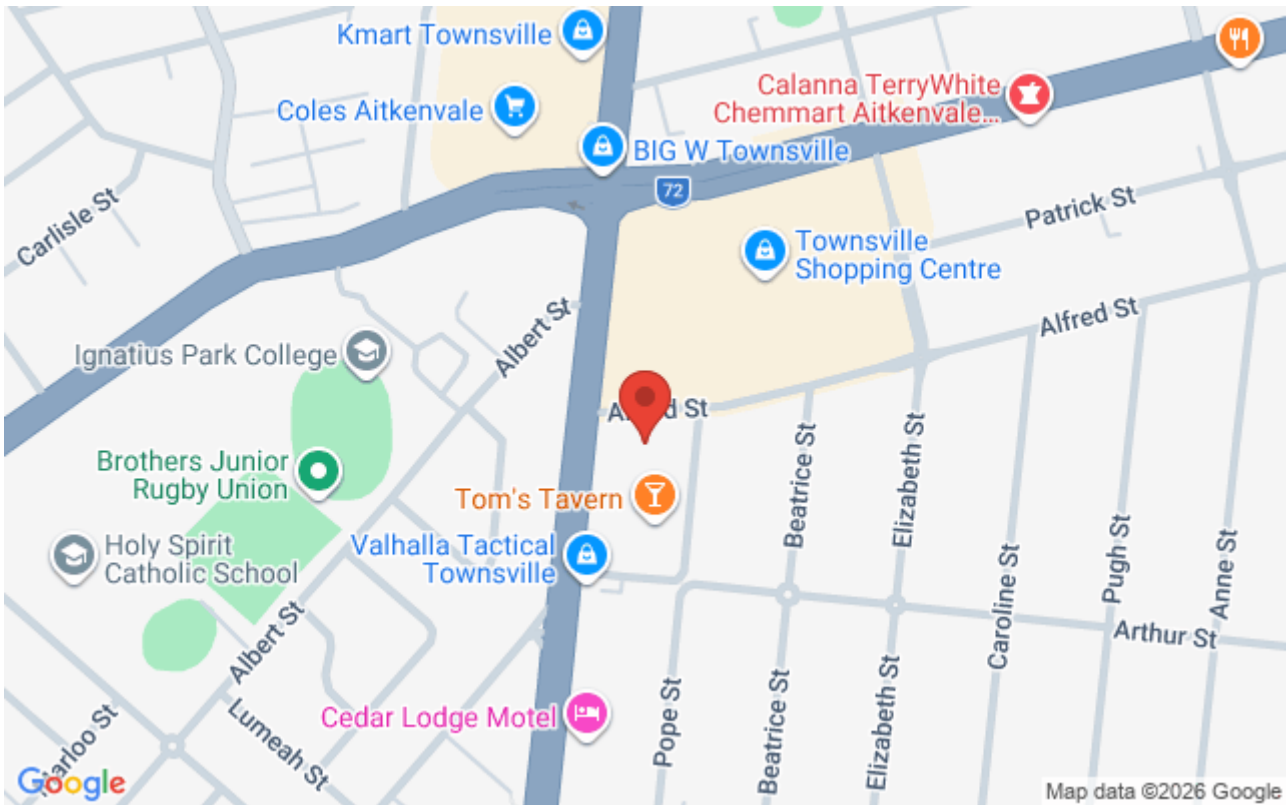 Kmart Townsville
Coles Aitkenvale
BIG W Townsville
Calanna TerryWhite
Chemmart Aitkenvale...
72
Carlisle St
Patrick St
Townsville
Shopping Centre
Albert St
Alfred St
Ignatius Park College
St
Brothers Junior
Rugby Union
Tom's Tavern
Beatrice St
Elizabeth St
Holy Spirit
Catholic School
Valhalla Tactical
Townsville
Caroline St
Pugh St
Anne St
Albert St
Arthur St
Cedar Lodge Motel
Pope St
Beatrice St
Elizabeth St
Lumeah St
St
Google
Map data ©2026 Google